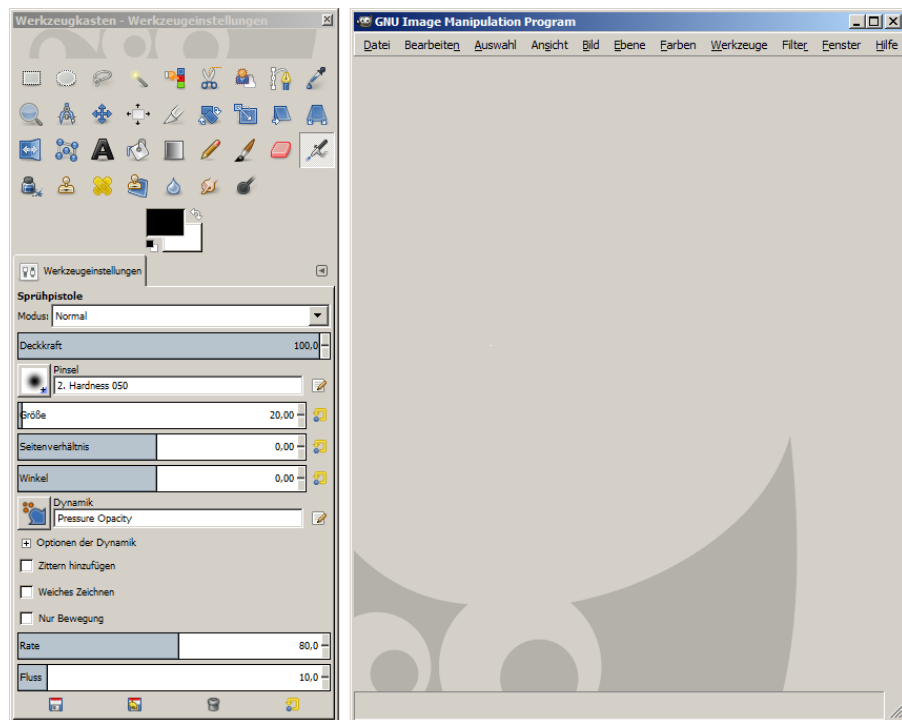 Werkzeugkasten - Werkzeugeinstellungen
Werkzeugeinstellungen
Sprühpistole
Modus: Normal
Deckkraft 100,0
Pinsel
2. Hardness 050
Größe 20,00
Seitenverhältnis 0,00
Winkel 0,00
Dynamik
Pressure Opacity
Optionen der Dynamik
Zittern hinzufügen
Weiches Zeichnen
Nur Bewegung
Rate 80,0
Fluss 10,0
GNU Image Manipulation Program
Datei Bearbeiten Auswahl Ansicht Bild Ebene Farben Werkzeuge Filter Fenster Hilfe